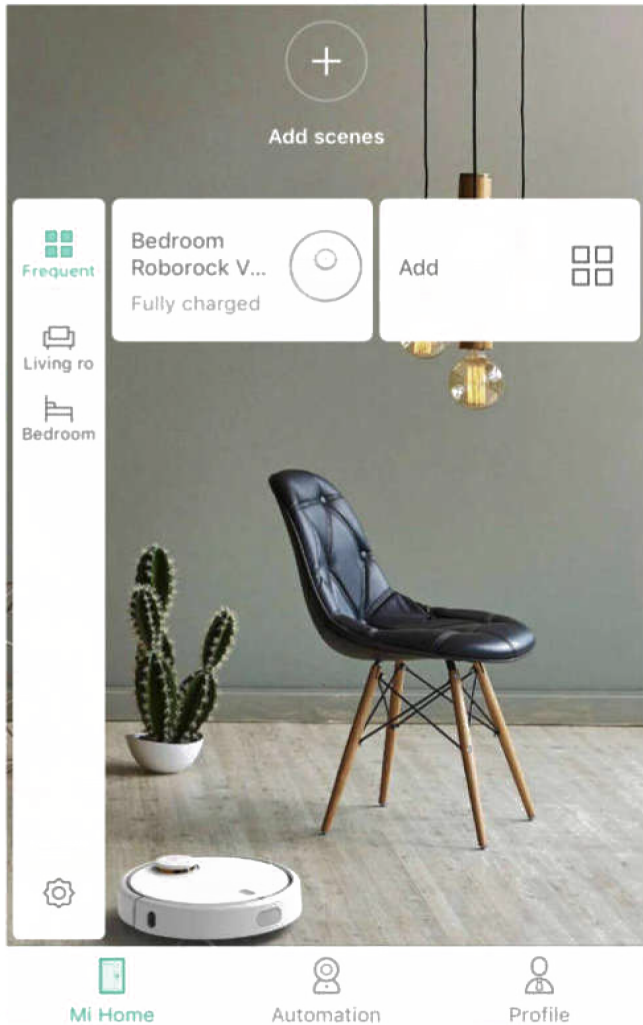 Add scenes
Frequent
Living ro
Bedroom
Bedroom
Roborock V...
Fully charged
Add
Mi Home
Automation
Profile